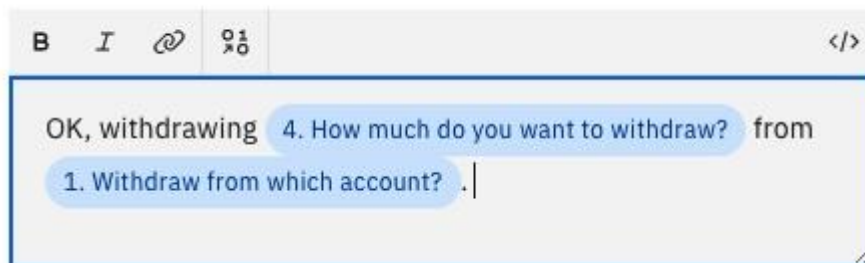 B I </>
OK, withdrawing 4. How much do you want to withdraw? from
1. Withdraw from which account? .